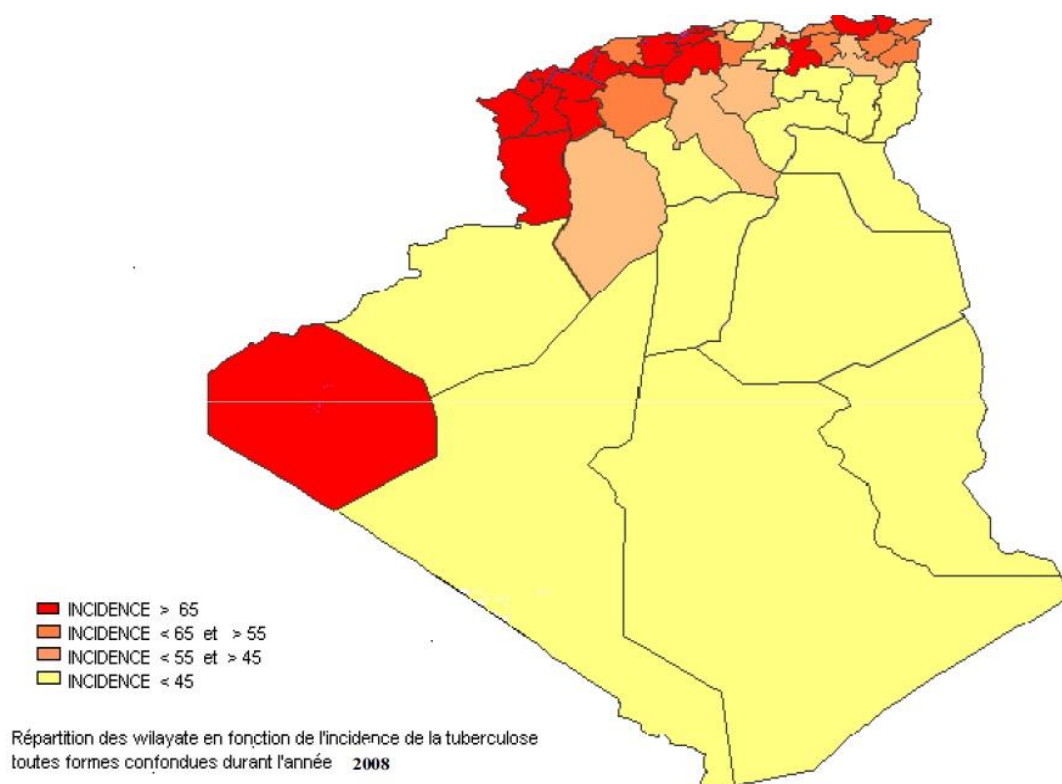 INCIDENCE > 65
INCIDENCE < 65 et > 55
INCIDENCE < 55 et > 45
INCIDENCE < 45
Répartition des wilayate en fonction de l'incidence de la tuberculose
toutes formes confondues durant l'année 2008